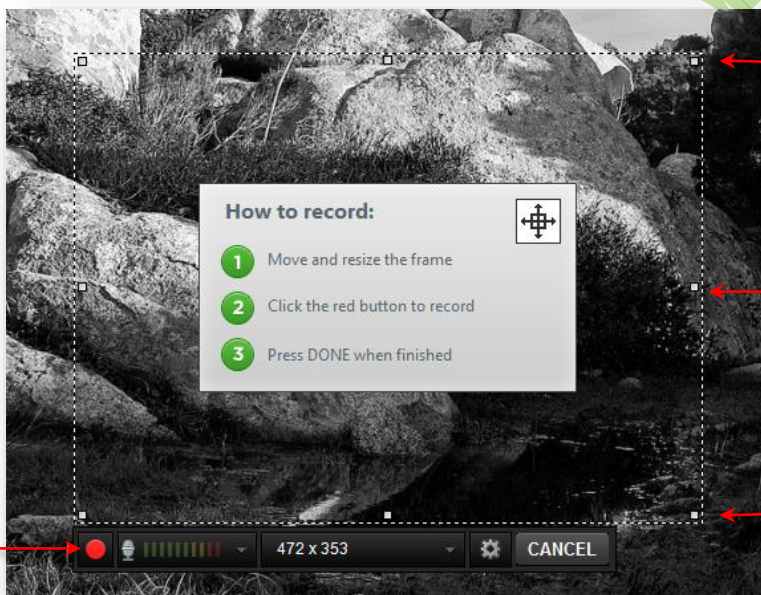 How to record:
1 Move and resize the frame
2 Click the red button to record
3 Press DONE when finished
472 x 353 CANCEL